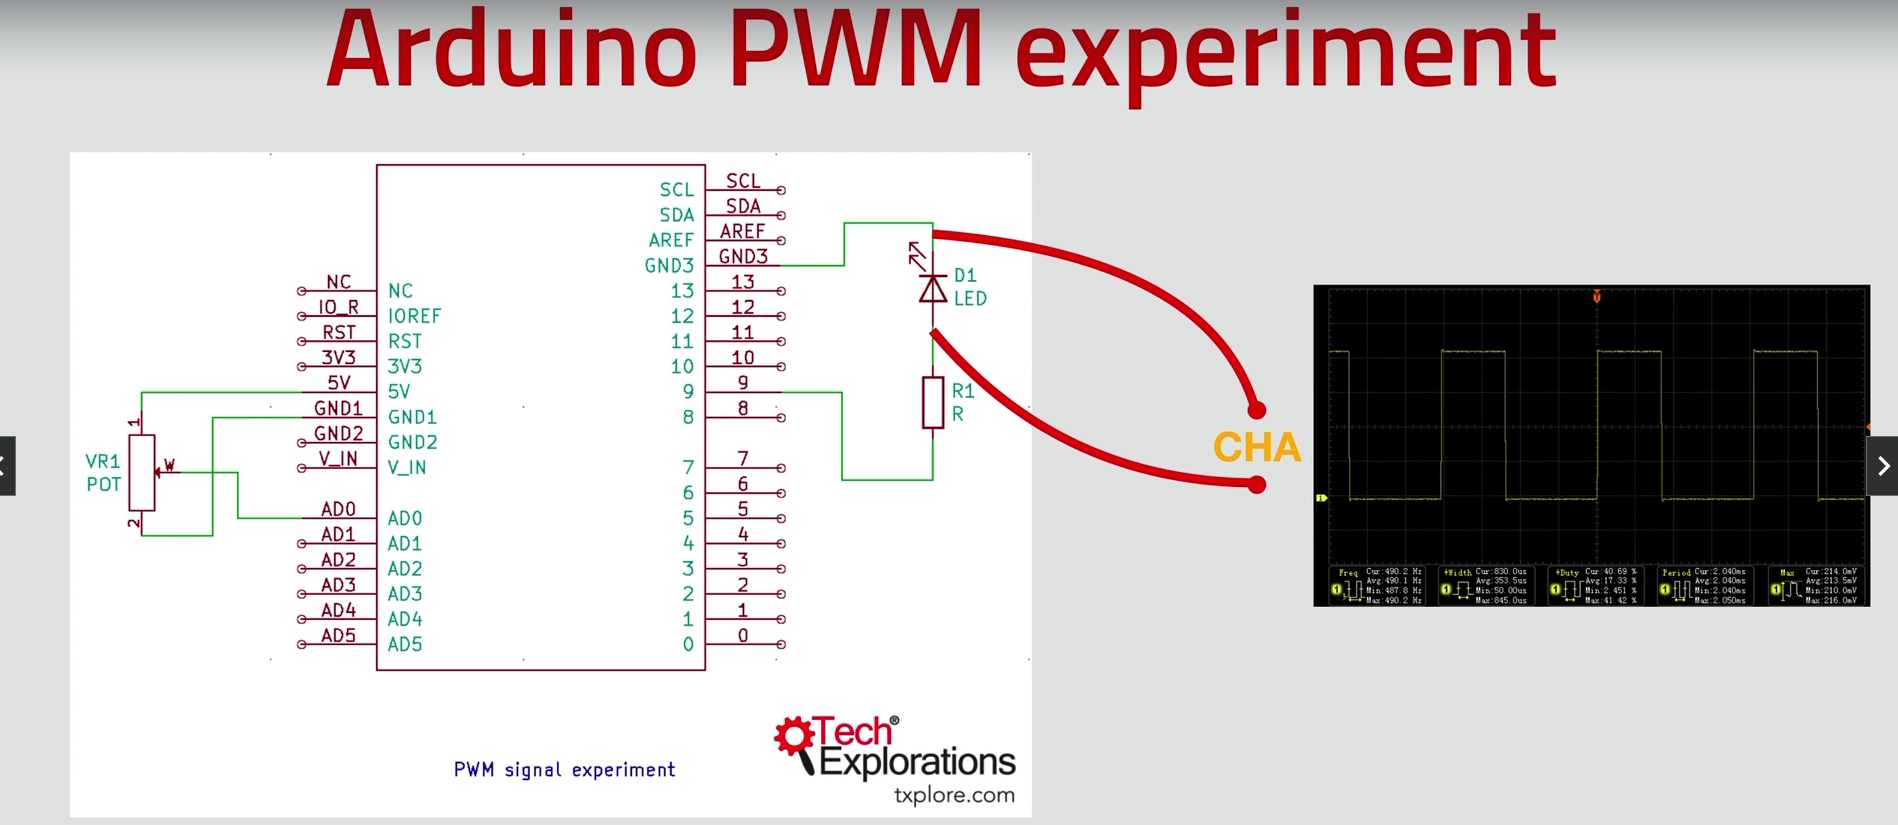 Arduino PWM experiment
SCL SCL
SDA SDA
AREF AREF
GND3 GND3
NC NC 13 13
IO_R IOREF 12 12
RST RST 11 11
3V3 3V3 10 10
5V 5V 9 9
GND1 GND1 8 8
GND2 GND2
V_IN V_IN 7 7
6 6
AD0 AD0 5 5
AD1 AD1 4 4
AD2 AD2 3 3
AD3 AD3 2 2
AD4 AD4 1 1
AD5 AD5 0 0
1
VR1 W
POT
2
D1
LED
R1
R
CHA
T
1
Freq Cur:490.2 Hz
Avg:490.1 Hz
1 Min:487.8 Hz
Max:490.2 Hz
+Width Cur:830.0us
Avg:353.5us
1 Min:50.00us
Max:845.0us
+Duty Cur:40.69 %
Avg:17.33 %
1 Min:2.451 %
Max:41.42 %
Period Cur:2.040ms
Avg:2.040ms
1 Min:2.040ms
Max:2.050ms
Max Cur:214.0mV
Avg:213.5mV
1 Min:210.0mV
Max:216.0mV
PWM signal experiment
Tech®
Explorations
txplore.com